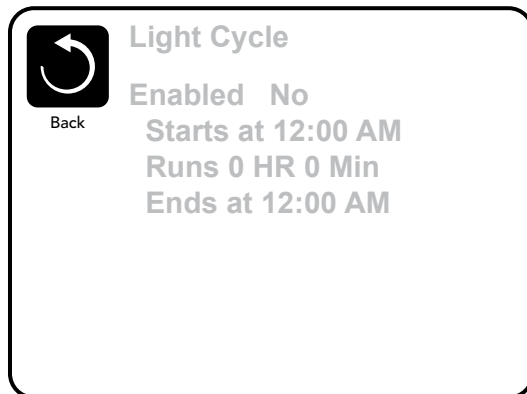 Light Cycle
Enabled No
Back
Starts at 12:00 AM
Runs 0 HR 0 Min
Ends at 12:00 AM